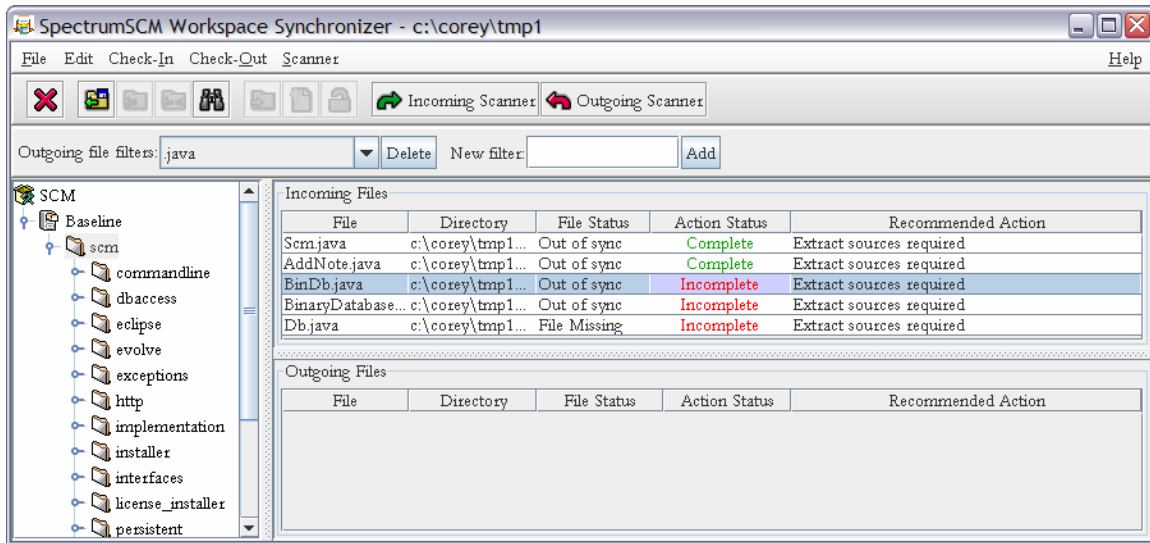 SpectrumSCM Workspace Synchronizer - c:\corey\tmp1
File Edit Check-In Check-Out Scanner Help
Incoming Scanner Outgoing Scanner
Outgoing file filters: .java Delete New filter: Add
SCM
Baseline
scm
commandline
dbaccess
eclipse
evolve
exceptions
http
implementation
installer
interfaces
license_installer
persistent
Incoming Files
File Directory File Status Action Status Recommended Action
Scm.java c:\corey\tmp1... Out of sync Complete Extract sources required
AddNote.java c:\corey\tmp1... Out of sync Complete Extract sources required
BinDb.java c:\corey\tmp1... Out of sync Incomplete Extract sources required
BinaryDatabase... c:\corey\tmp1... Out of sync Incomplete Extract sources required
Db.java c:\corey\tmp1... File Missing Incomplete Extract sources required
Outgoing Files
File Directory File Status Action Status Recommended Action